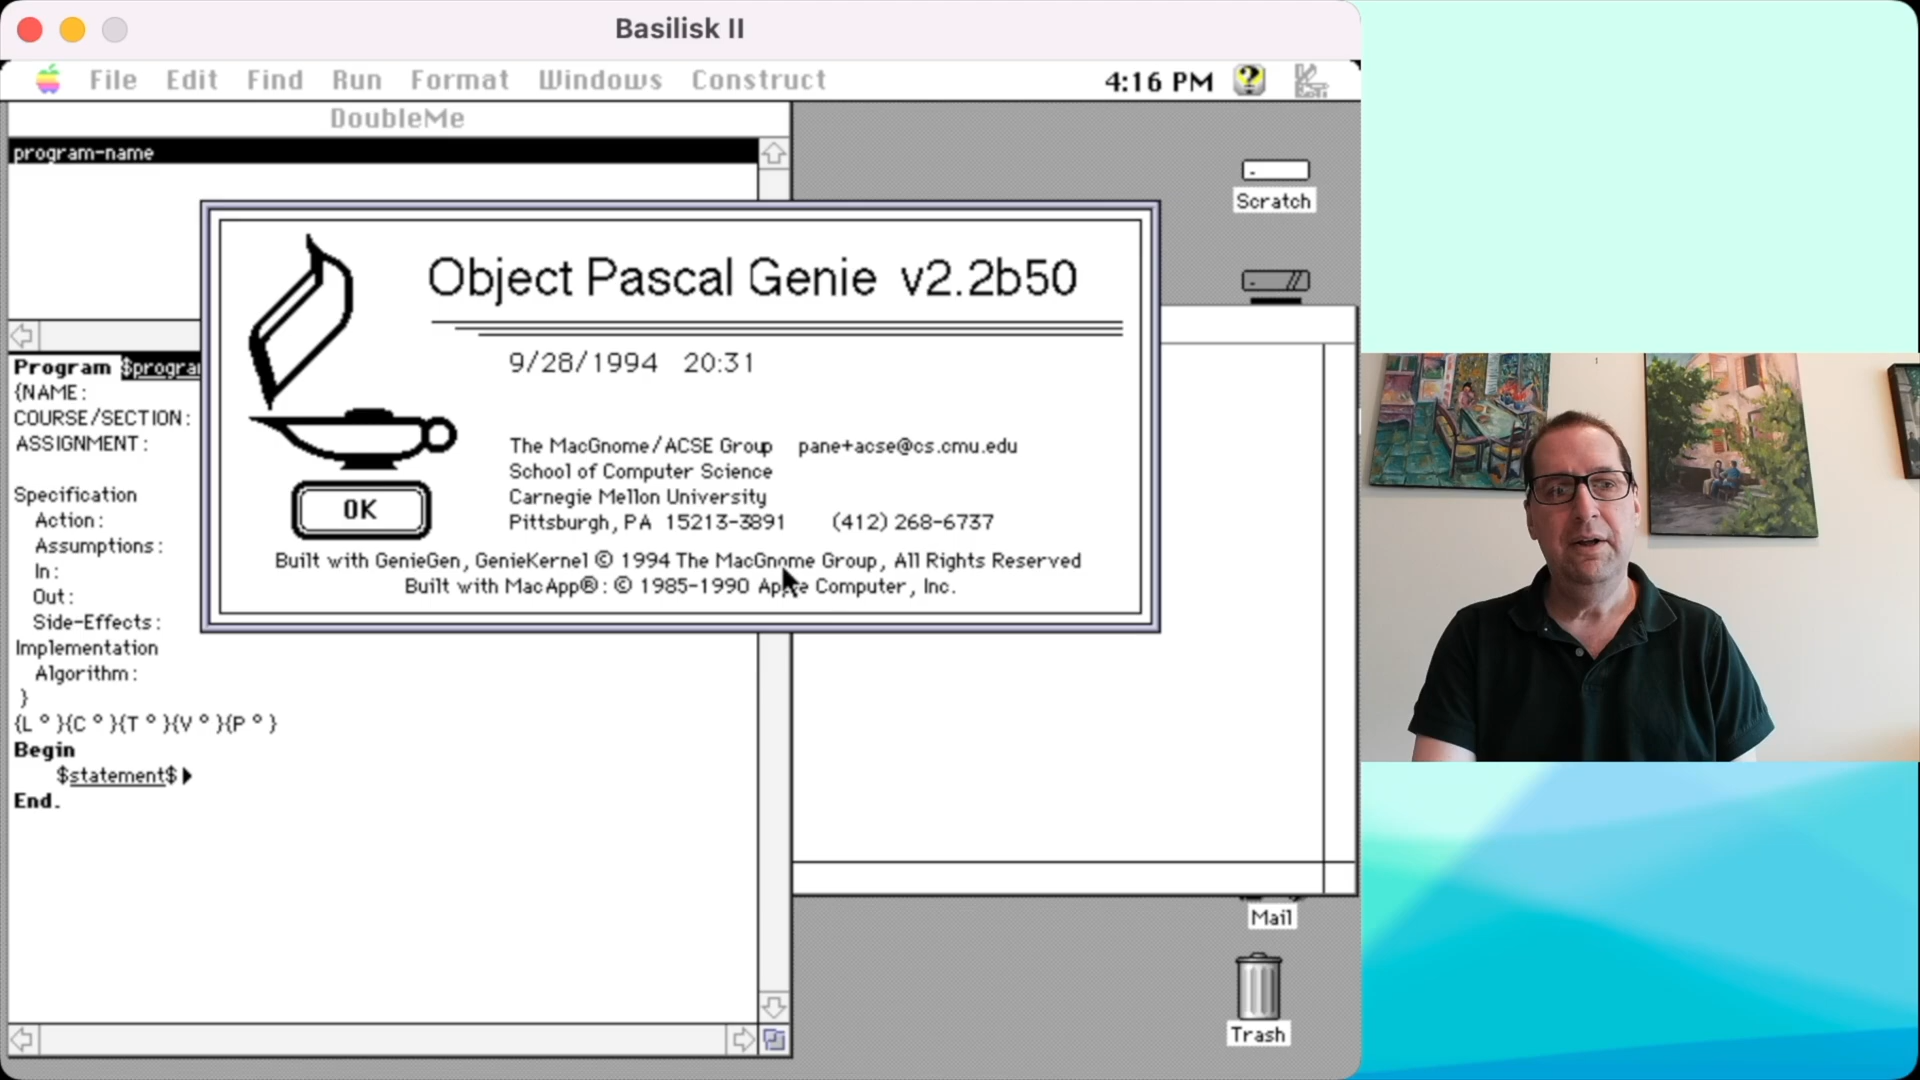 Basilisk II
File Edit Find Run Format Windows Construct 4:16 PM
DoubleMe
program-name
Scratch
Object Pascal Genie v2.2b50
9/28/1994 20:31
The MacGnome/ACSE Group pane+acse@cs.cmu.edu
School of Computer Science
Carnegie Mellon University
Pittsburgh, PA 15213-3891 (412) 268-6737
OK
Built with GenieGen, GenieKernel © 1994 The MacGnome Group, All Rights Reserved
Built with MacApp®: © 1985-1990 Apple Computer, Inc.
Program
{NAME:
COURSE/SECTION:
ASSIGNMENT:
Specification
Action:
Assumptions:
In:
Out:
Side-Effects:
Implementation
Algorithm:
}
{L ° }{C ° }{T ° }{V ° }{P ° }
Begin
$statement$
End.
Mail
Trash